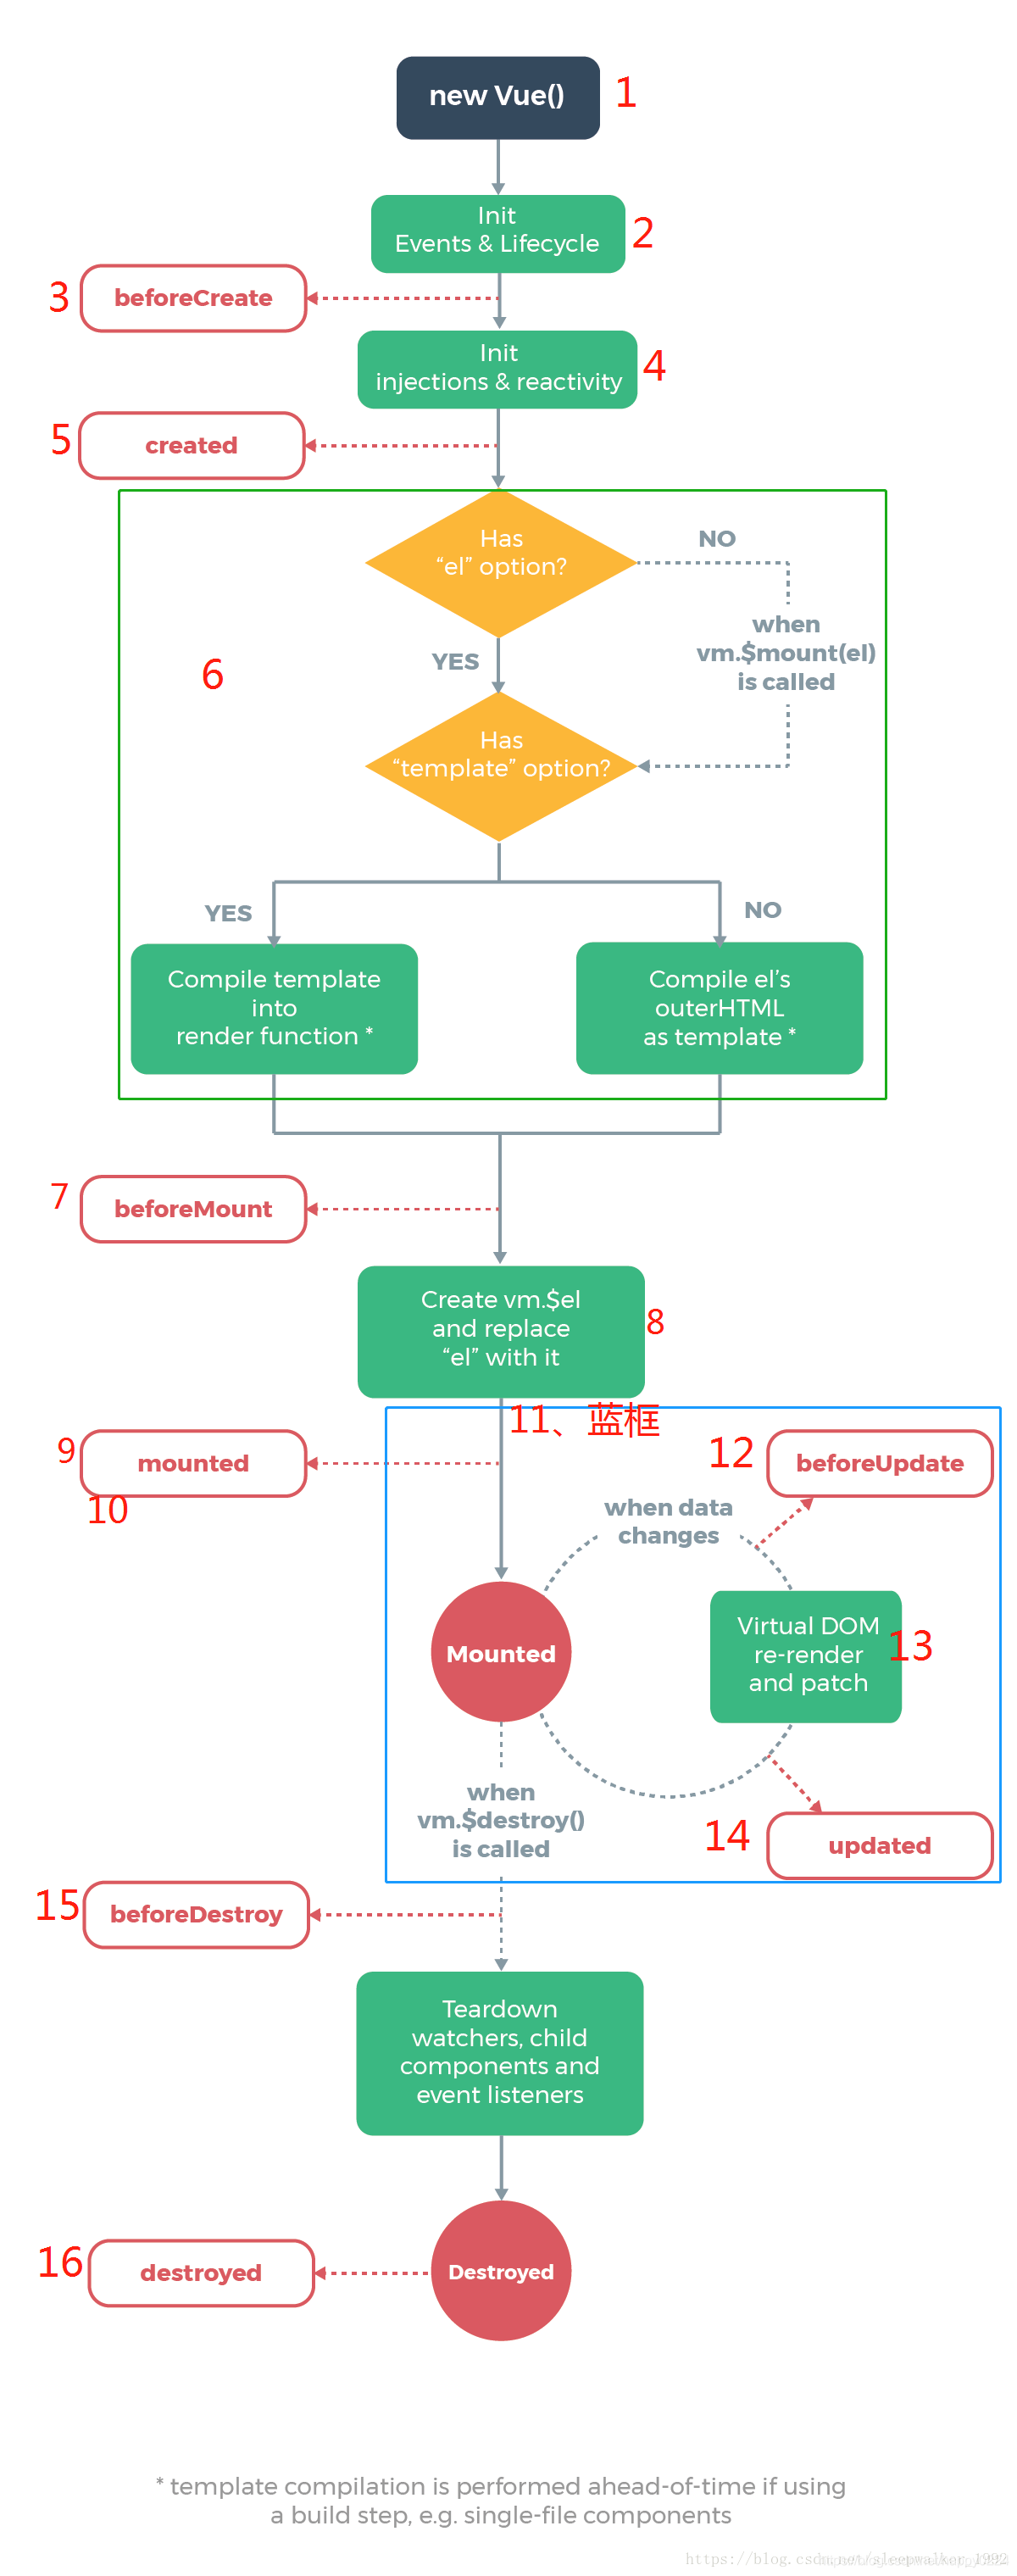 new Vue()
1
Init
Events & Lifecycle
2
3
beforeCreate
Init
injections & reactivity
4
5
created
Has
“el” option?
NO
when
vm.$mount(el)
is called
YES
6
Has
“template” option?
YES
NO
Compile template
into
render function *
Compile el’s
outerHTML
as template *
7
beforeMount
Create vm.$el
and replace
“el” with it
8
11、蓝框
9
mounted
10
12
beforeUpdate
when data
changes
Mounted
Virtual DOM
re-render
and patch
13
when
vm.$destroy()
is called
14
updated
15
beforeDestroy
Teardown
watchers, child
components and
event listeners
16
destroyed
Destroyed
* template compilation is performed ahead-of-time if using
a build step, e.g. single-file components
https://blog.csdn.net/sleepwalker_1992